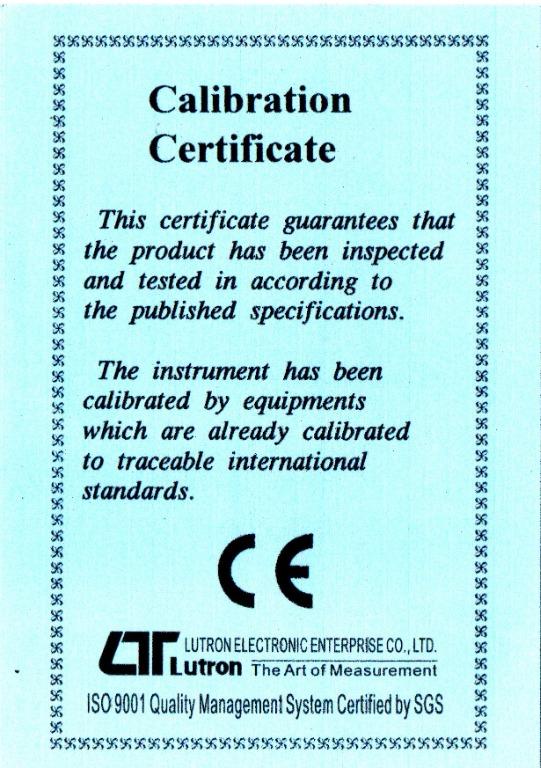 Calibration
Certificate
This certificate guarantees that
the product has been inspected
and tested in according to
the published specifications.
The instrument has been
calibrated by equipments
which are already calibrated
to traceable international
standards.
CE
LUTRON ELECTRONIC ENTERPRISE CO., LTD.
Lutron The Art of Measurement
ISO 9001 Quality Management System Certified by SGS